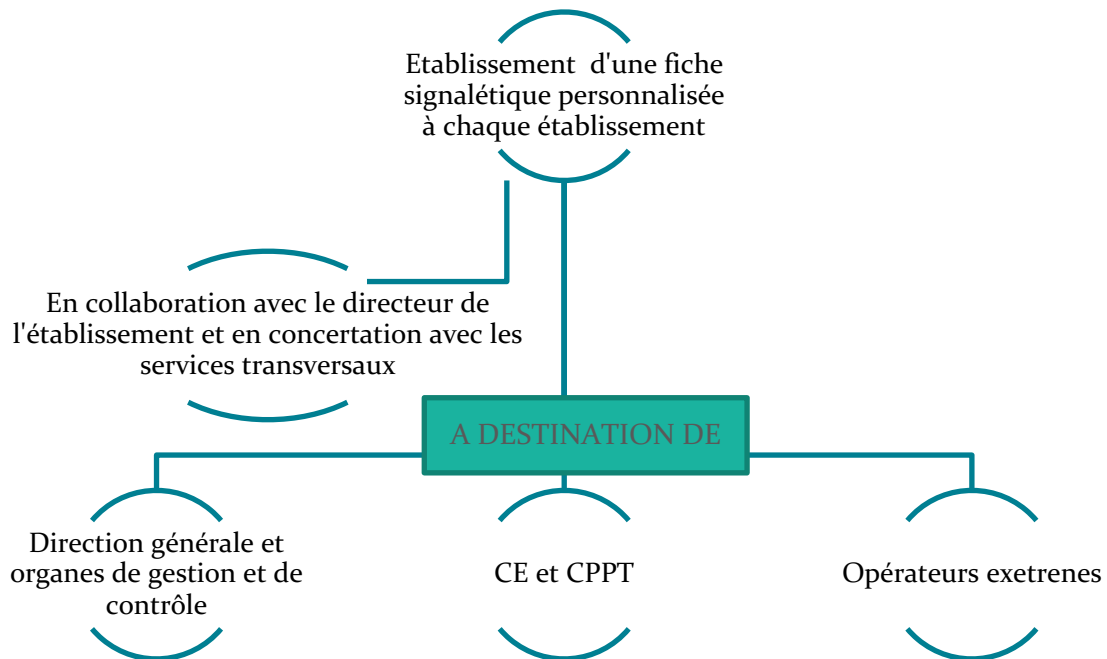 Etablissement d'une fiche
signalétique personnalisée
à chaque établissement
En collaboration avec le directeur de
l'établissement et en concertation avec les
services transversaux
A DESTINATION DE
Direction générale et
organes de gestion et de
contrôle
CE et CPPT
Opérateurs exetrenes